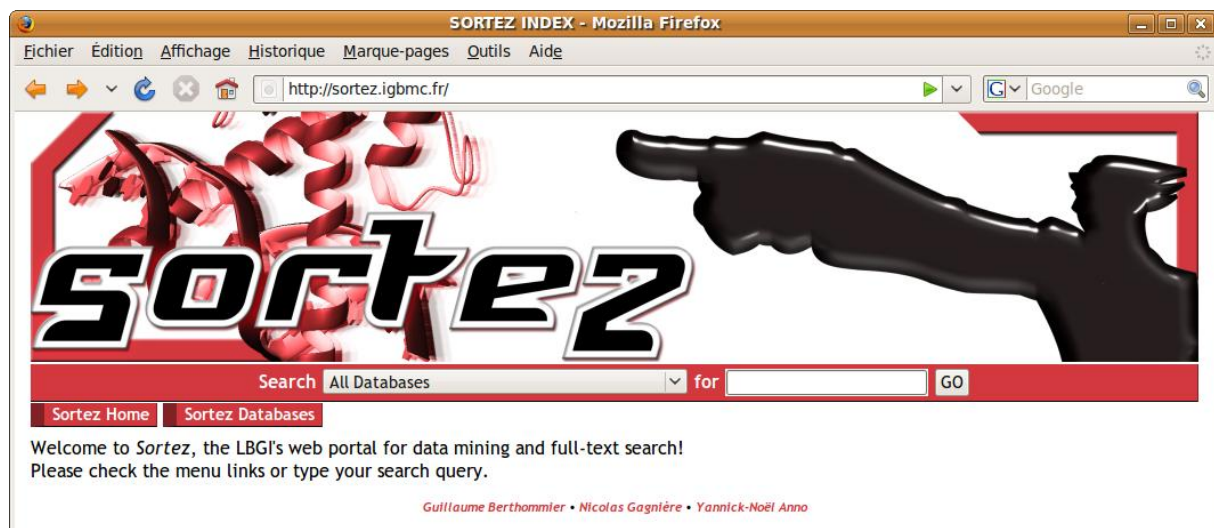 SORTEZ INDEX - Mozilla Firefox
Fichier Édition Affichage Historique Marque-pages Outils Aide
http://sortez.igbmc.fr/ G Google
sortez
Search All Databases for GO
Sortez Home Sortez Databases
Welcome to Sortez, the LBGI's web portal for data mining and full-text search!
Please check the menu links or type your search query.
Guillaume Berthommier • Nicolas Gagnière • Yannick-Noël Anno